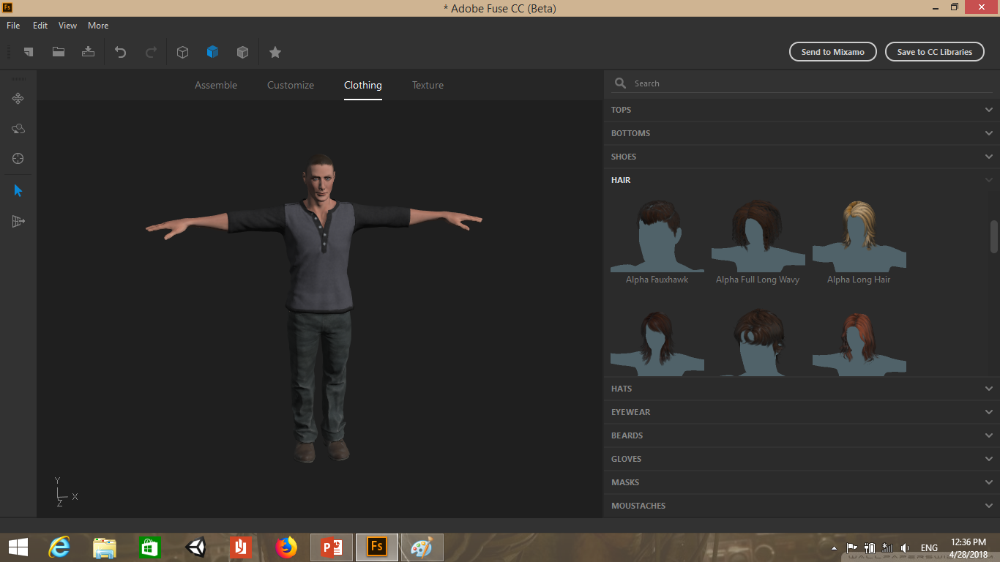 Fs
* Adobe Fuse CC (Beta)
File Edit View More
Send to Mixamo
Save to CC Libraries
Assemble Customize Clothing Texture
Search
TOPS
BOTTOMS
SHOES
HAIR
Alpha Fauxhawk
Alpha Full Long Wavy
Alpha Long Hair
HATS
EYEWEAR
BEARDS
GLOVES
MASKS
MOUSTACHES
Y
X
Z
Fs
ENG
12:36 PM
4/28/2018